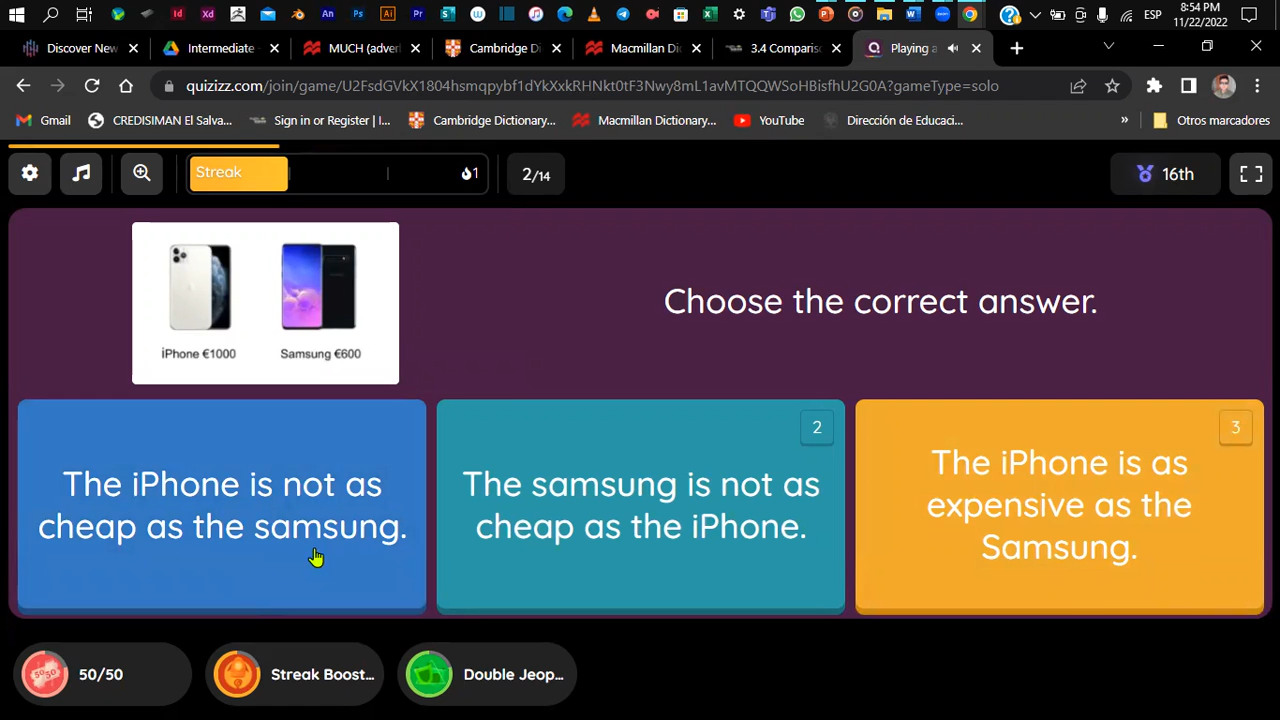 8:54 PM
ESP
11/22/2022
Discover New
Intermediate -
MUCH (adver
Cambridge Di
Macmillan Dic
3.4 Compariso
Playing a
quizizz.com/join/game/U2FsdGVkX1804hsmqpybf1dYkXxkRHNkt0tF3Nwy8mL1avMTQQWSoHBisfhU2G0A?gameType=solo
Gmail
CREDISIMAN El Salva...
Sign in or Register | I...
Cambridge Dictionary...
Macmillan Dictionary...
YouTube
Dirección de Educaci...
»
Otros marcadores
Streak
1
2/14
16th
iPhone €1000
Samsung €600
Choose the correct answer.
The iPhone is not as
cheap as the samsung.
2
The samsung is not as
cheap as the iPhone.
3
The iPhone is as
expensive as the
Samsung.
50/50
Streak Boost...
Double Jeop...